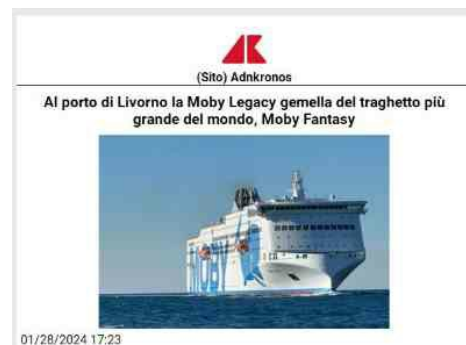 (Sito) Adnkronos
Al porto di Livorno la Moby Legacy gemella del traghetto più
grande del mondo, Moby Fantasy
MOBY
01/28/2024 17:23